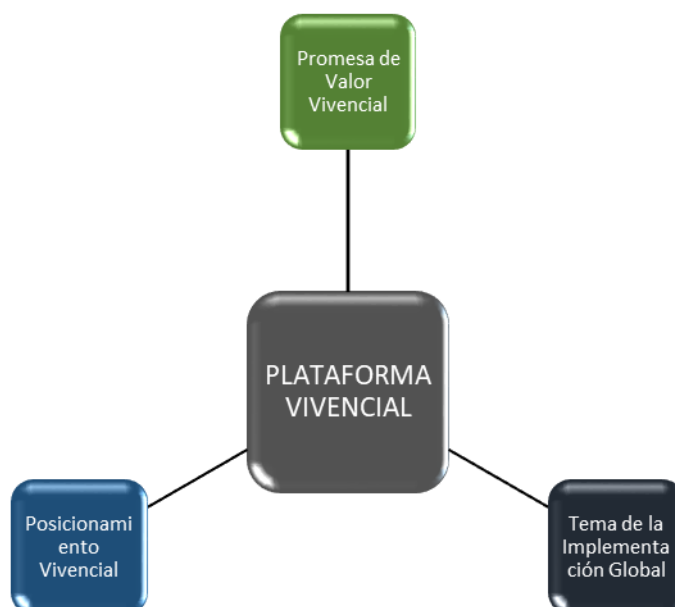 Promesa de
Valor
Vivencial
PLATAFORMA
VIVENCIAL
Posicionami
ento
Vivencial
Tema de la
Implementa
ción Global